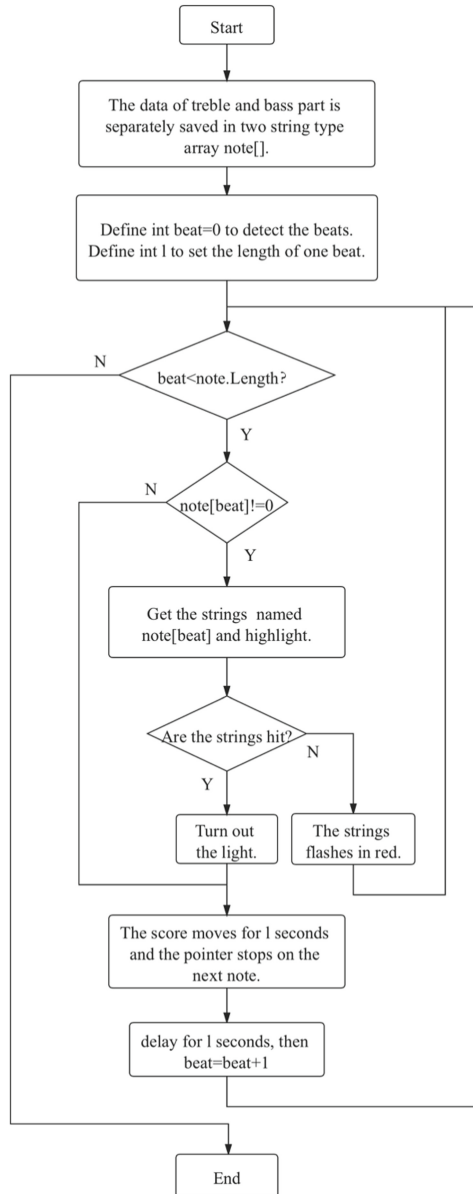 Start
The data of treble and bass part is
separately saved in two string type
array note[].
Define int beat=0 to detect the beats.
Define int l to set the length of one beat.
N
beat<note.Length?
Y
N
note[beat]!=0
Y
Get the strings named
note[beat] and highlight.
Are the strings hit?
N
Y
Turn out
the light.
The strings
flashes in red.
The score moves for l seconds
and the pointer stops on the
next note.
delay for l seconds, then
beat=beat+1
End